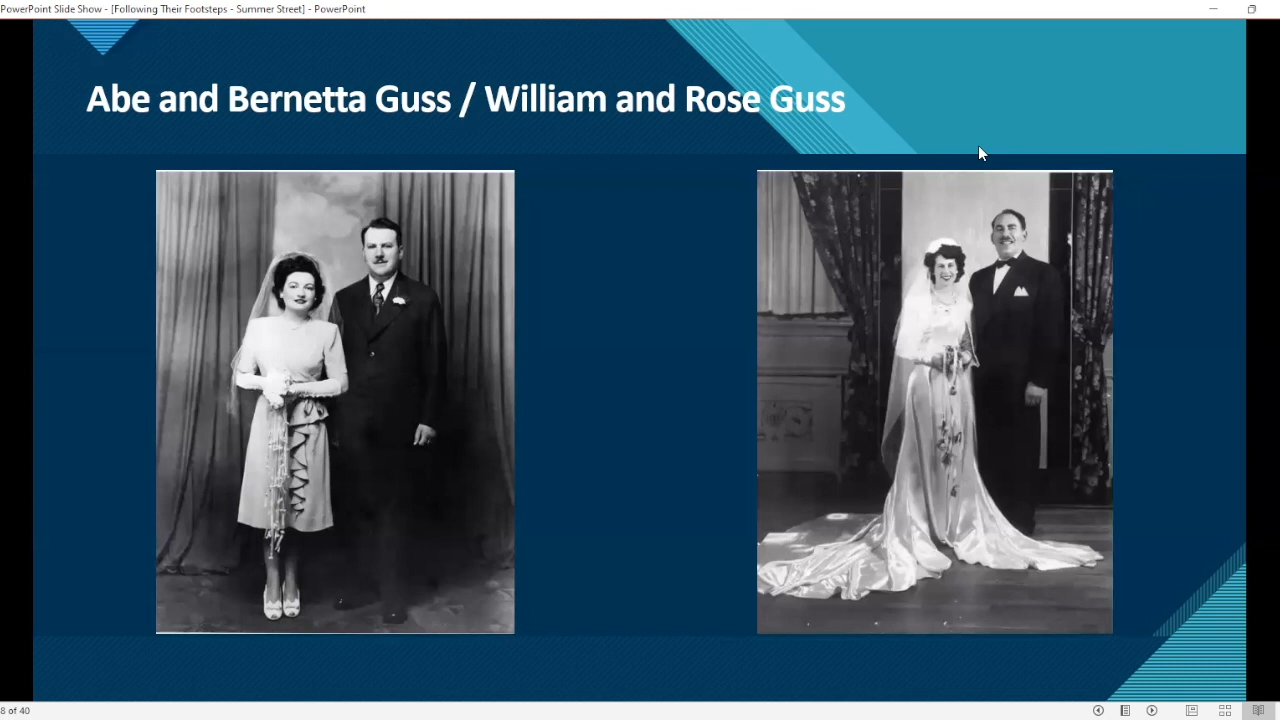 PowerPoint Slide Show - [Following Their Footsteps - Summer Street] - PowerPoint
Abe and Bernetta Guss / William and Rose Guss
8 of 40